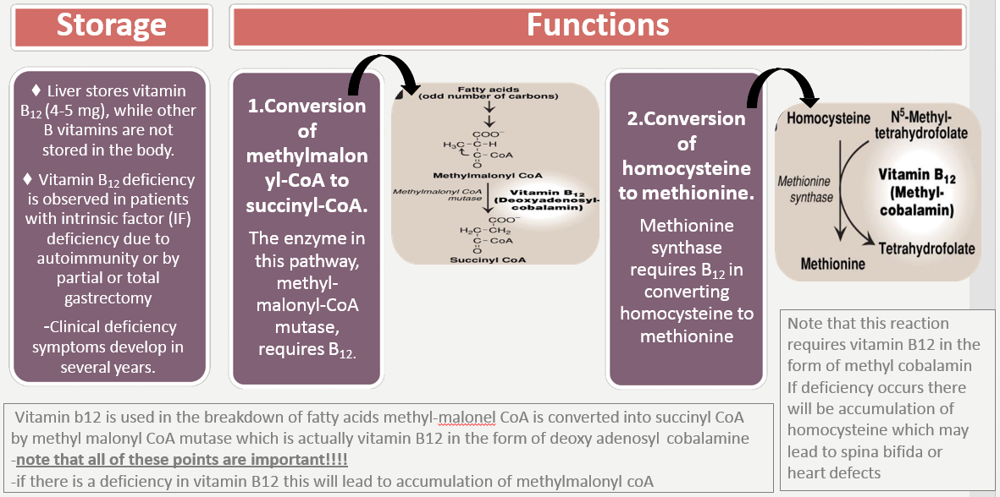 Storage
Functions
♦ Liver stores vitamin
B12 (4-5 mg), while other
B vitamins are not
stored in the body.
♦ Vitamin B12 deficiency
is observed in patients
with intrinsic factor (IF)
deficiency due to
autoimmunity or by
partial or total
gastrectomy
-Clinical deficiency
symptoms develop in
several years.
1.Conversion
of
methylmalon
yl-CoA to
succinyl-CoA.
The enzyme in
this pathway,
methyl-
malonyl-CoA
mutase,
requires B12.
Fatty acids
(odd number of carbons)
COO-
H3C-C-H
C-CoA
O
Methylmalonyl CoA
Methylmalonyl CoA
mutase
Vitamin B12
(Deoxyadenosyl-
cobalamin)
COO-
H2C-CH2
C-CoA
O
Succinyl CoA
2.Conversion
of
homocysteine
to methionine.
Methionine
synthase
requires B12 in
converting
homocysteine to
methionine
Homocysteine
N5-Methyl-
tetrahydrofolate
Methionine
synthase
Vitamin B12
(Methyl-
cobalamin)
Tetrahydrofolate
Methionine
Note that this reaction
requires vitamin B12 in the
form of methyl cobalamin
If deficiency occurs there
will be accumulation of
homocysteine which may
lead to spina bifida or
heart defects
Vitamin b12 is used in the breakdown of fatty acids methyl-malonel CoA is converted into succinyl CoA
by methyl malonyl CoA mutase which is actually vitamin B12 in the form of deoxy adenosyl cobalamine
-note that all of these points are important!!!!
-if there is a deficiency in vitamin B12 this will lead to accumulation of methylmalonyl coA